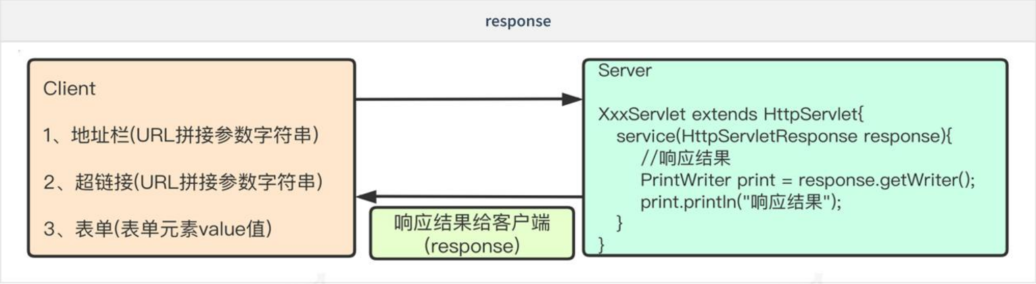 response
Client
1、地址栏(URL拼接参数字符串)
2、超链接(URL拼接参数字符串)
3、表单(表单元素value值)
响应结果给客户端
(response)
Server
XxxServlet extends HttpServlet{
service(HttpServletResponse response){
//响应结果
PrintWriter print = response.getWriter();
print.println("响应结果");
}
}